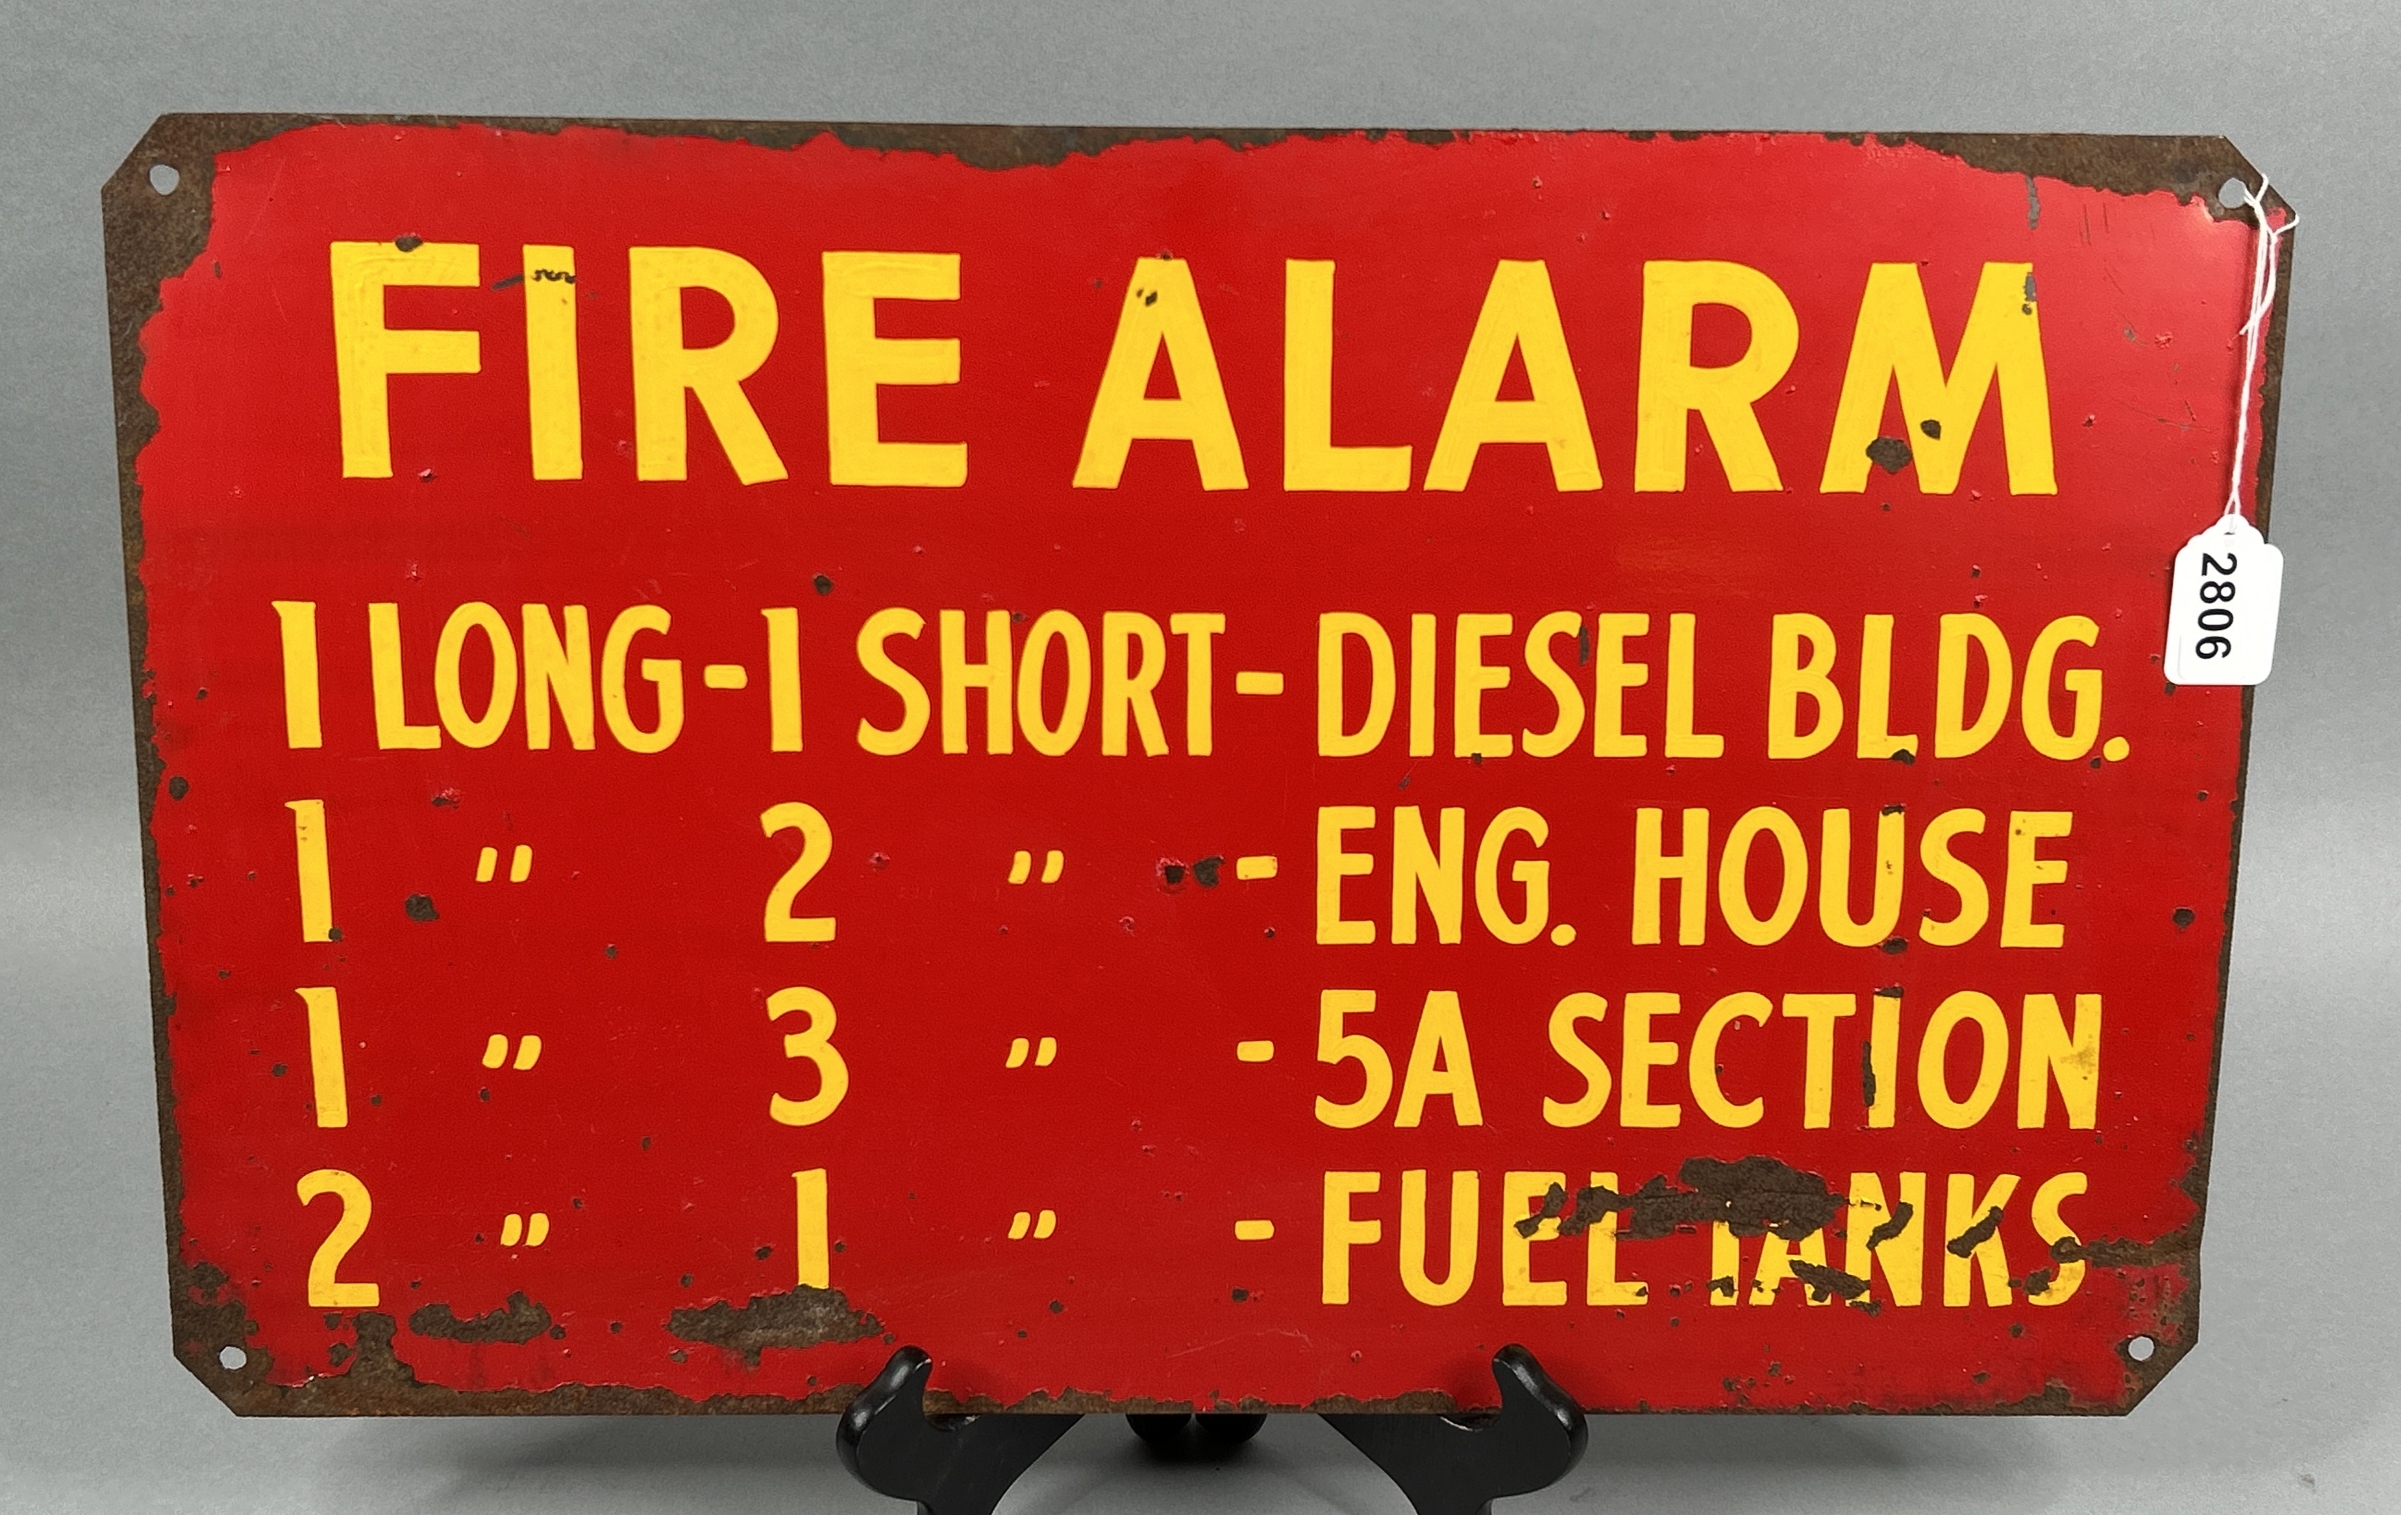 FIRE ALARM
1 LONG-1 SHORT- DIESEL BLDG.
1 " 2 " - ENG. HOUSE
1 " 3 " - 5A SECTION
2 " 1 " - FUEL TANKS
2806